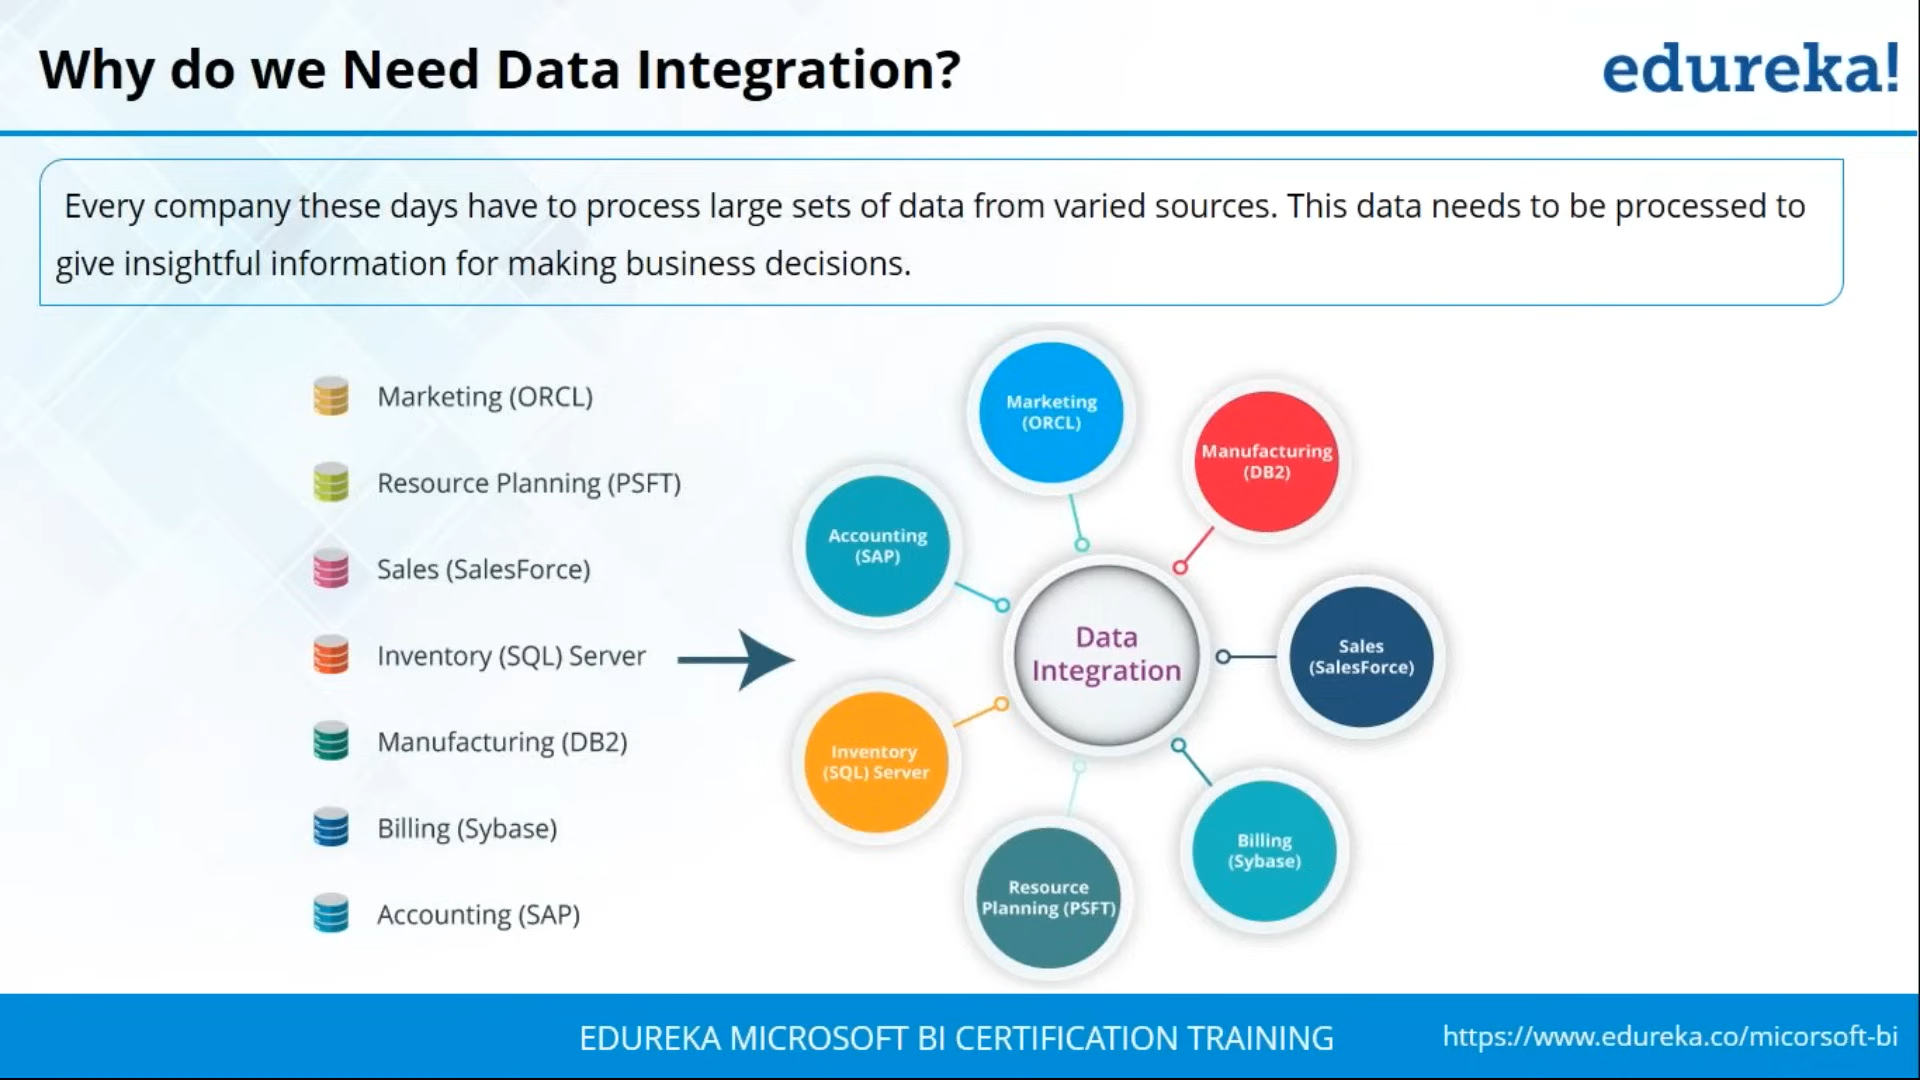 Why do we Need Data Integration?
edureka!
Every company these days have to process large sets of data from varied sources. This data needs to be processed to
give insightful information for making business decisions.
Marketing (ORCL)
Resource Planning (PSFT)
Sales (SalesForce)
Inventory (SQL) Server
Manufacturing (DB2)
Billing (Sybase)
Accounting (SAP)
Marketing
(ORCL)
Manufacturing
(DB2)
Accounting
(SAP)
Data
Integration
Sales
(SalesForce)
Inventory
(SQL) Server
Billing
(Sybase)
Resource
Planning (PSFT)
EDUREKA MICROSOFT BI CERTIFICATION TRAINING
https://www.edureka.co/micorsoft-bi